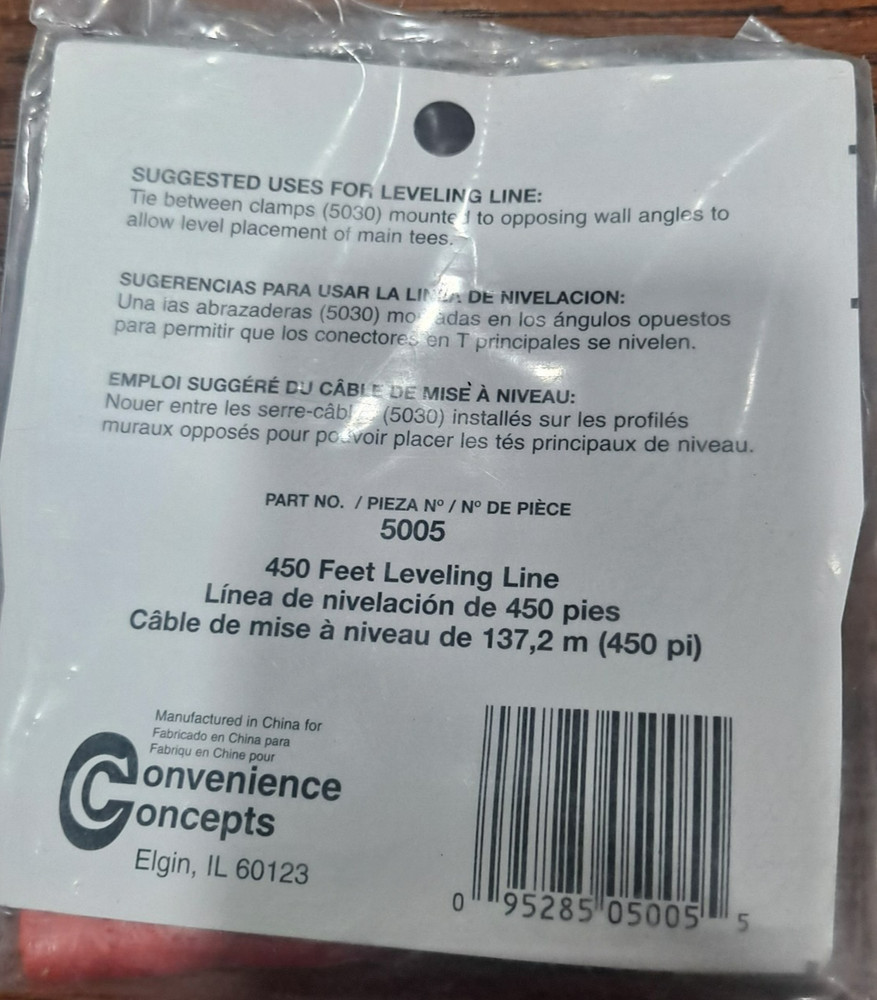 SUGGESTED USES FOR LEVELING LINE:
Tie between clamps (5030) mounted to opposing wall angles to
allow level placement of main tees.
SUGERENCIAS PARA USAR LA LINEA DE NIVELACION:
Una ias abrazaderas (5030) montadas en los ángulos opuestos
para permitir que los conectores en T principales se nivelen.
EMPLOI SUGGÉRÉ DU CÂBLE DE MISE À NIVEAU:
Nouer entre les (5030) installés sur les profilés
muraux opposés pour pouvoir placer les tés principaux de niveau.
PART NO. / PIEZA Nº / Nº DE PIÈCE
5005
450 Feet Leveling Line
Línea de nivelación de 450 pies
Câble de mise à niveau de 137,2 m (450 pi)
Manufactured in China for
Fabricado en China para
Fabriqu en Chine pour
Convenience
Concepts
Elgin, IL 60123
0 95285 05005 5